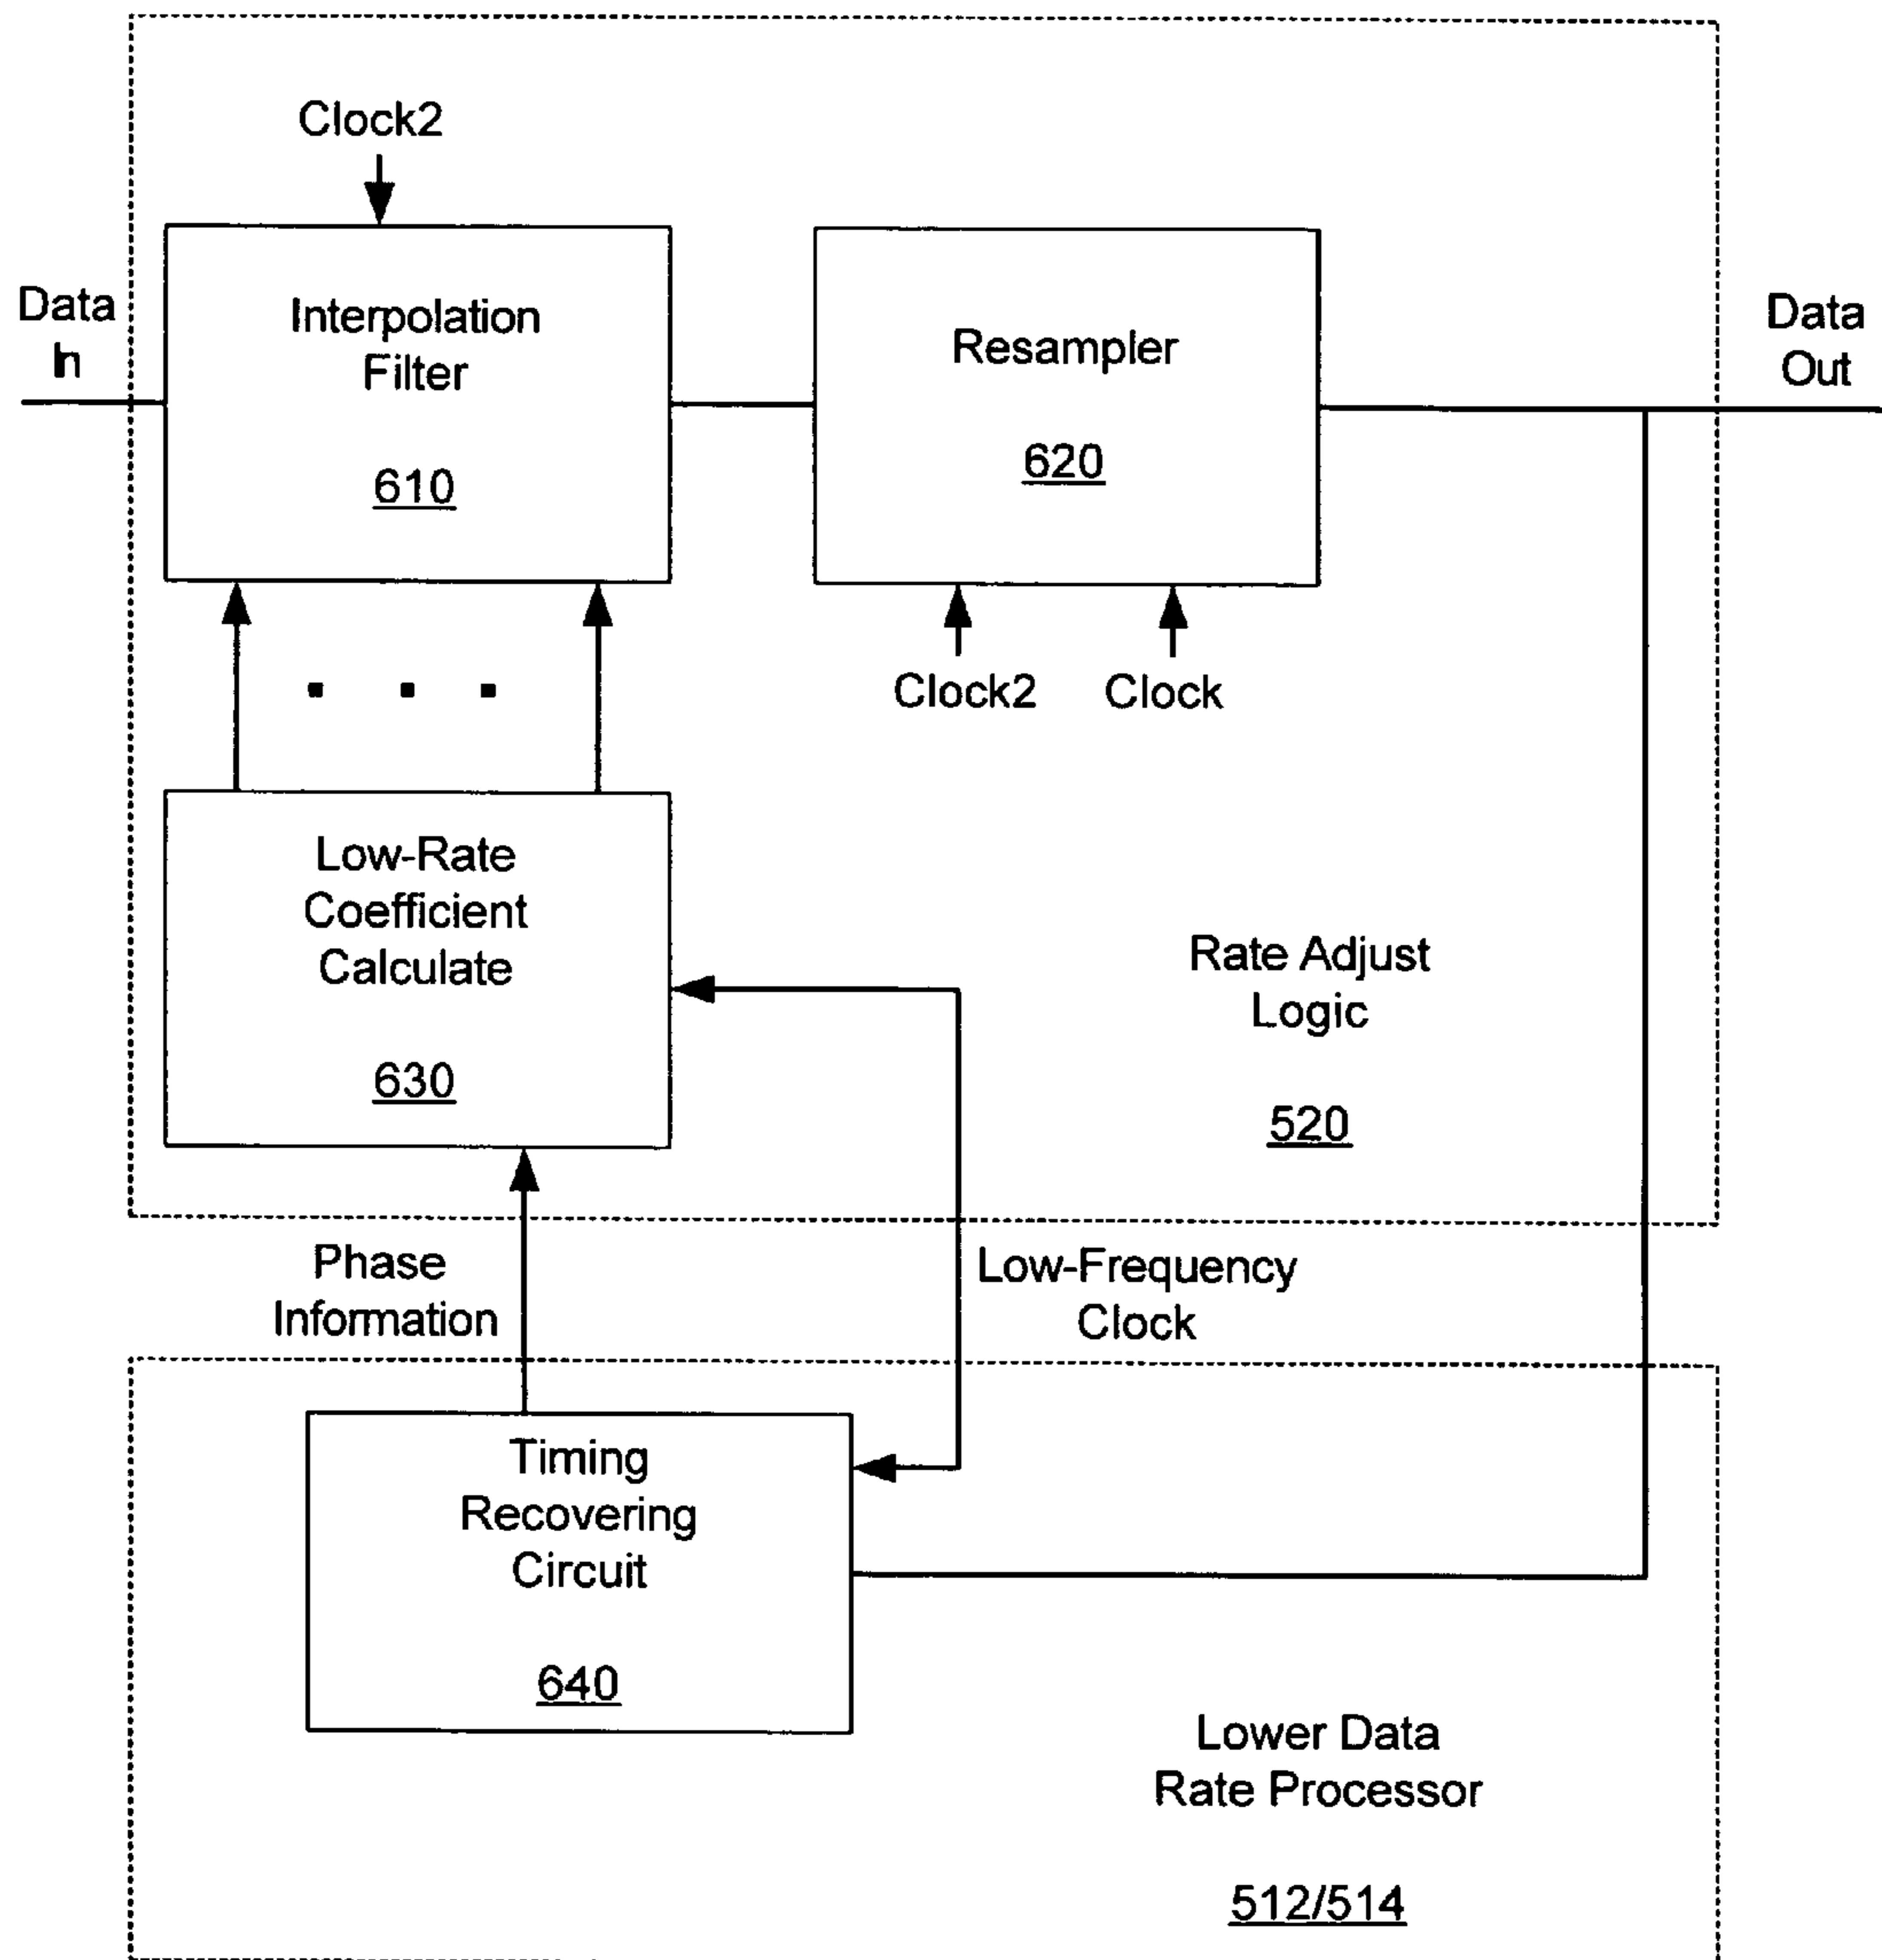 Clock2
Data
In
Interpolation
Filter
610
Resampler
620
Data
Out
Clock2
Clock
Low-Rate
Coefficient
Calculate
630
Rate Adjust
Logic
520
Phase
Information
Low-Frequency
Clock
Timing
Recovering
Circuit
640
Lower Data
Rate Processor
512/514